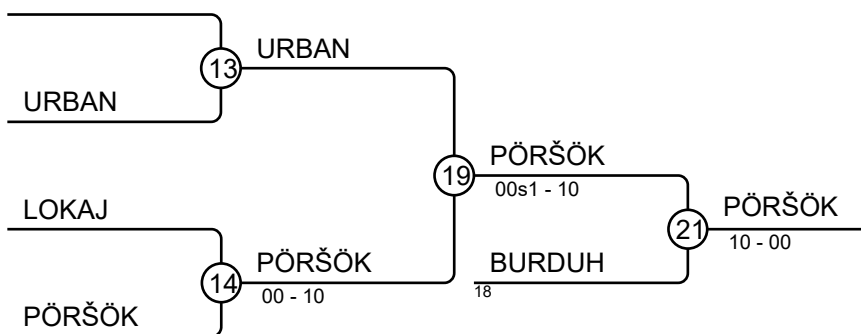 URBAN
13
URBAN
PÖRŠÖK
19
00s1 - 10
LOKAJ
PÖRŠÖK
21
10 - 00
PÖRŠÖK
14
00 - 10
BURDUH
18
PÖRŠÖK